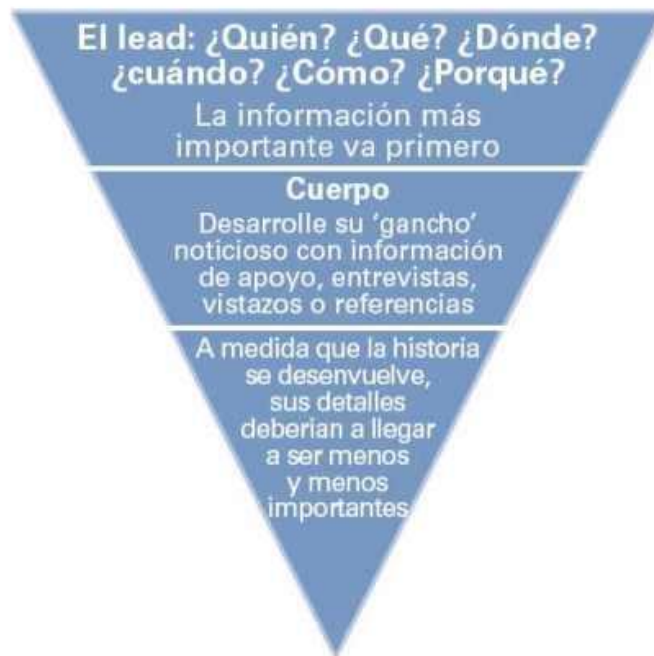 El lead: ¿Quién? ¿Qué? ¿Dónde?
¿cuándo? ¿Cómo? ¿Porqué?
La información más
importante va primero
Cuerpo
Desarrolle su ‘gancho’
noticioso con información
de apoyo, entrevistas,
vistazos o referencias
A medida que la historia
se desenvuelve,
sus detalles
deberian a llegar
a ser menos
y menos
importantes